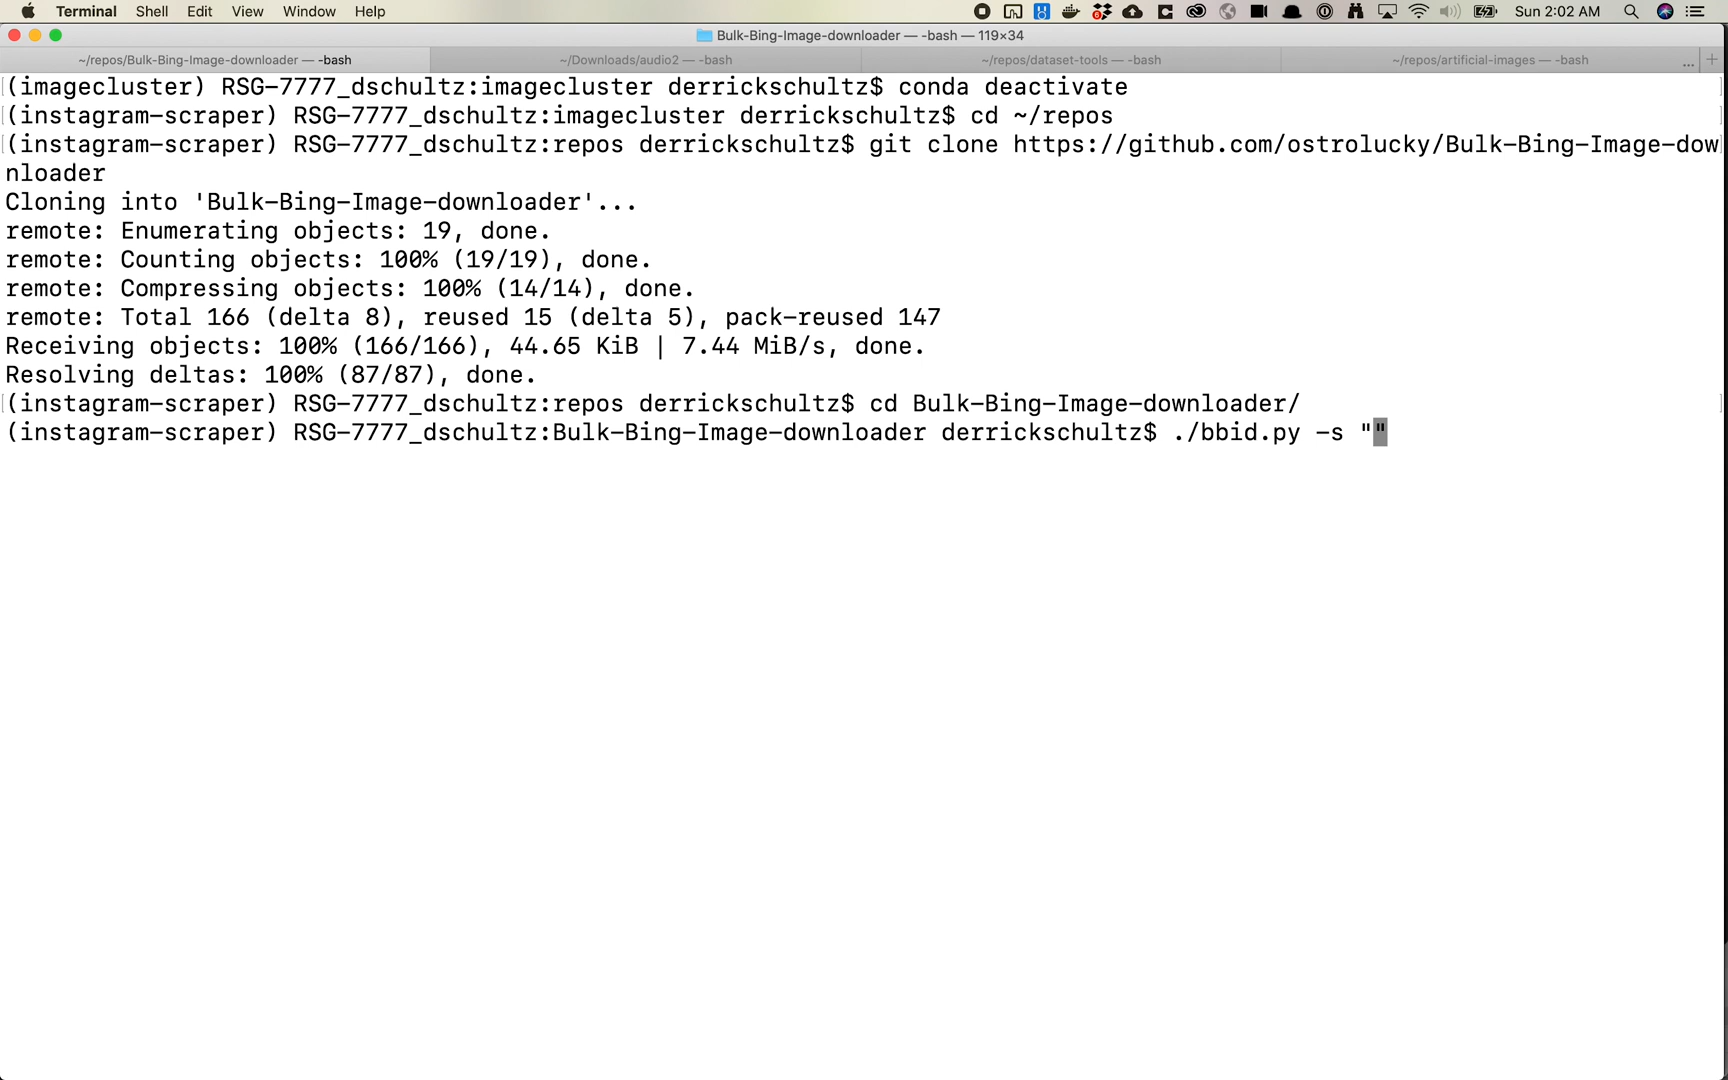 Terminal Shell Edit View Window Help Sun 2:02 AM
Bulk-Bing-Image-downloader — -bash — 119×34
~/repos/Bulk-Bing-Image-downloader — -bash ~/Downloads/audio2 — -bash ~/repos/dataset-tools — -bash ~/repos/artificial-images — -bash ... +
(imagecluster) RSG-7777_dschultz:imagecluster derrickschultz$ conda deactivate
(instagram-scraper) RSG-7777_dschultz:imagecluster derrickschultz$ cd ~/repos
(instagram-scraper) RSG-7777_dschultz:repos derrickschultz$ git clone https://github.com/ostrolucky/Bulk-Bing-Image-dow
nloader
Cloning into 'Bulk-Bing-Image-downloader'...
remote: Enumerating objects: 19, done.
remote: Counting objects: 100% (19/19), done.
remote: Compressing objects: 100% (14/14), done.
remote: Total 166 (delta 8), reused 15 (delta 5), pack-reused 147
Receiving objects: 100% (166/166), 44.65 KiB | 7.44 MiB/s, done.
Resolving deltas: 100% (87/87), done.
(instagram-scraper) RSG-7777_dschultz:repos derrickschultz$ cd Bulk-Bing-Image-downloader/
(instagram-scraper) RSG-7777_dschultz:Bulk-Bing-Image-downloader derrickschultz$ ./bbid.py -s ""